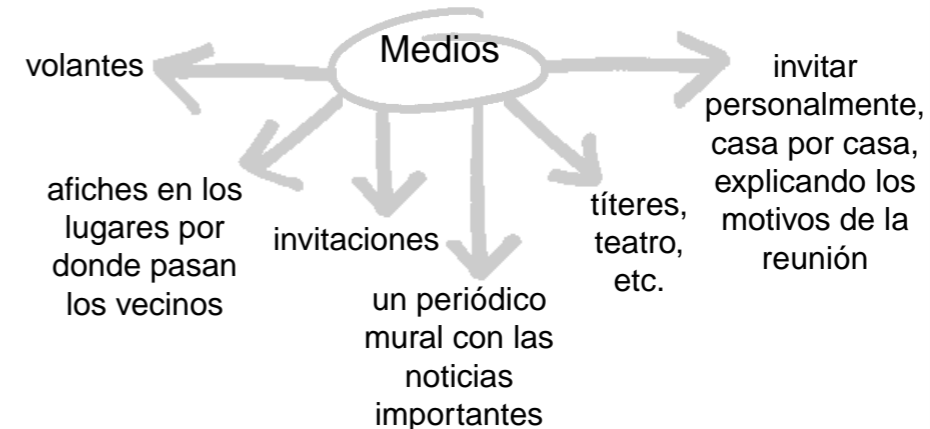 Medios
volantes
afiches en los
lugares por
donde pasan
los vecinos
invitaciones
un periódico
mural con las
noticias
importantes
títeres,
teatro,
etc.
invitar
personalmente,
casa por casa,
explicando los
motivos de la
reunión